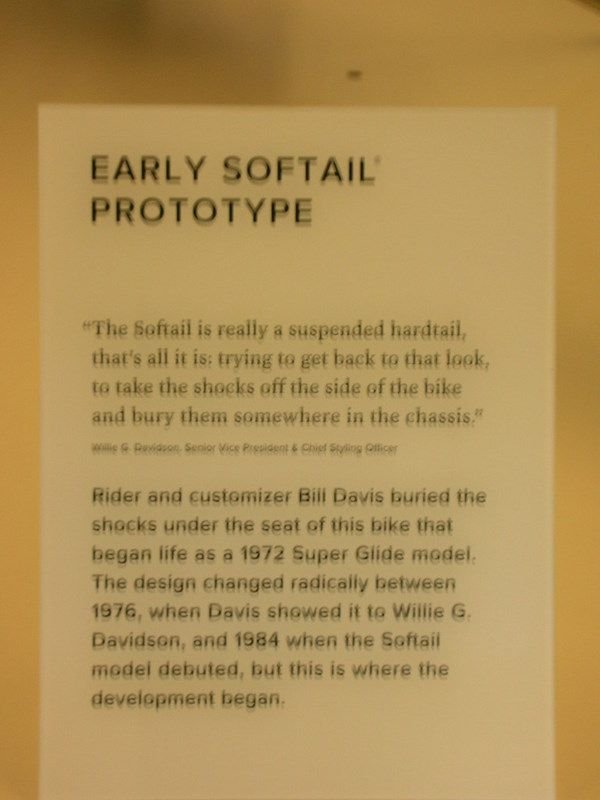 EARLY SOFTAIL®
PROTOTYPE
“The Softail is really a suspended hardtail,
that's all it is: trying to get back to that look,
to take the shocks off the side of the bike
and bury them somewhere in the chassis.”
Willie G. Davidson, Senior Vice President & Chief Styling Officer
Rider and customizer Bill Davis buried the
shocks under the seat of this bike that
began life as a 1972 Super Glide model.
The design changed radically between
1976, when Davis showed it to Willie G.
Davidson, and 1984 when the Softail
model debuted, but this is where the
development began.